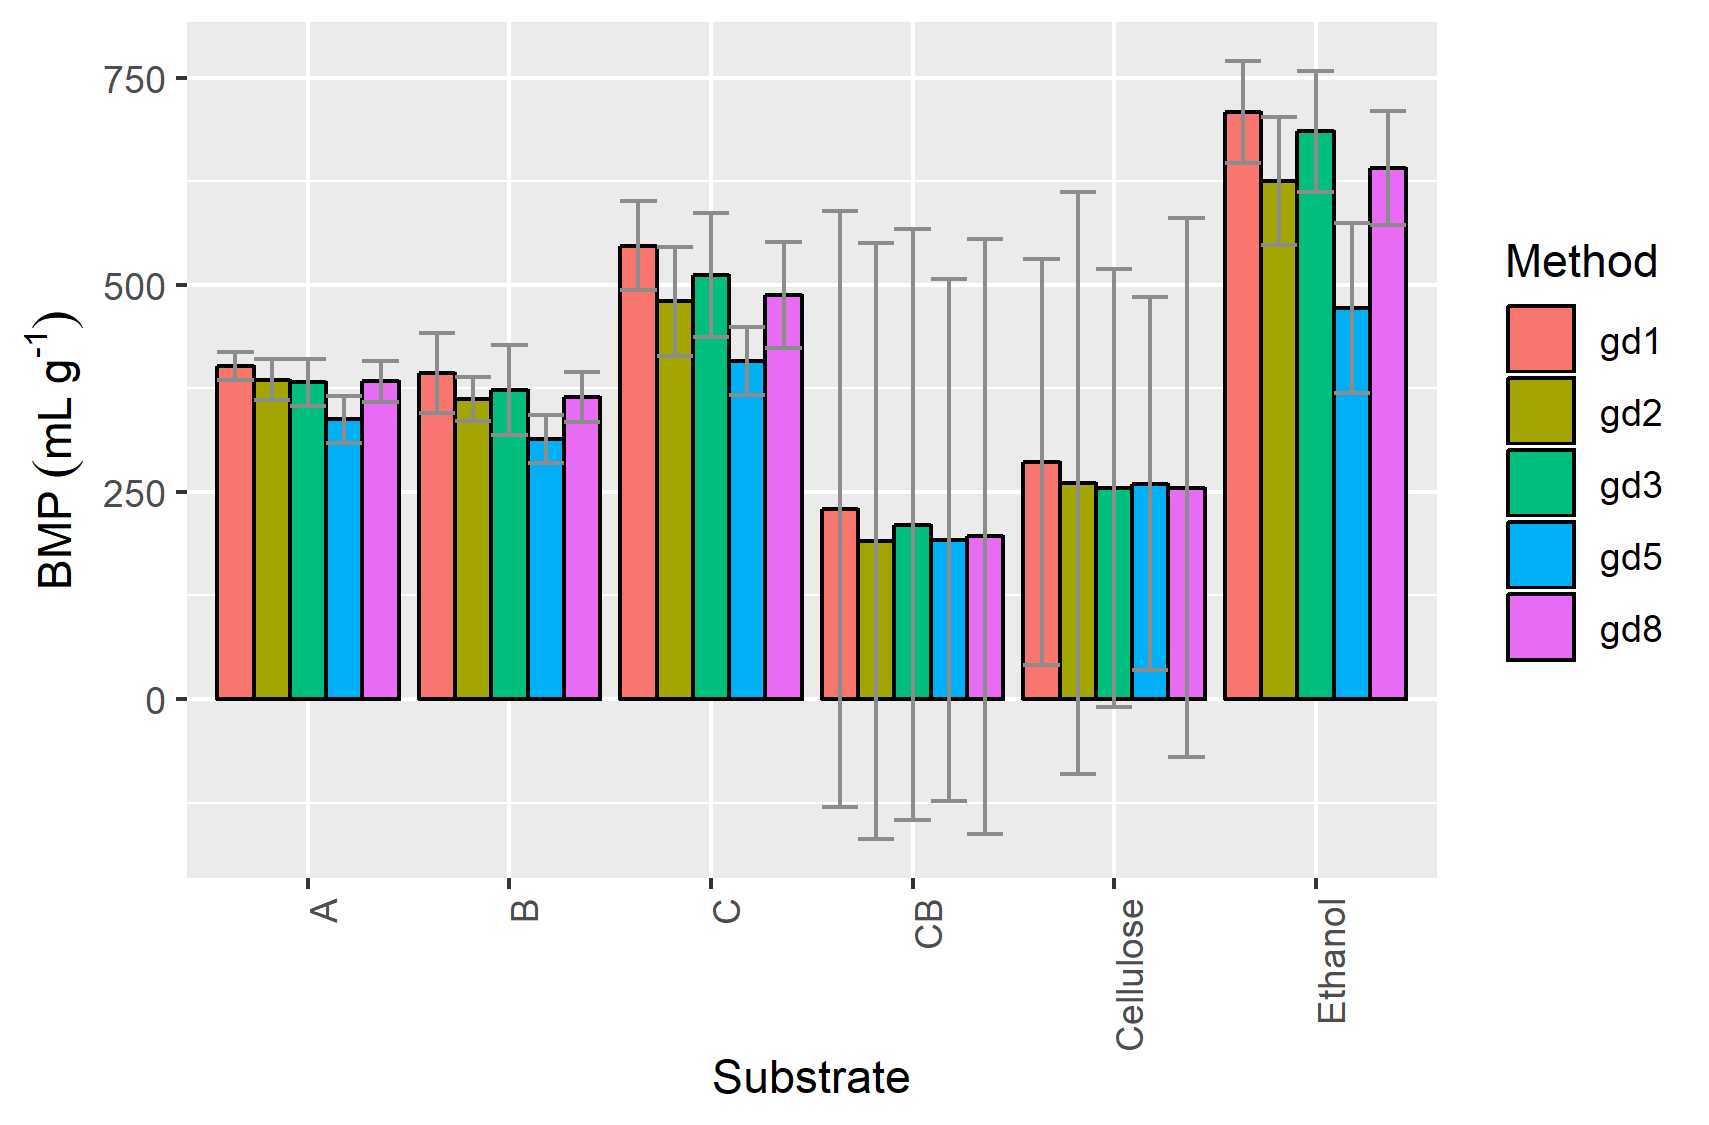 750
500
250
0
BMP (mL g⁻¹)
A
B
C
CB
Cellulose
Ethanol
Substrate
Method
gd1
gd2
gd3
gd5
gd8